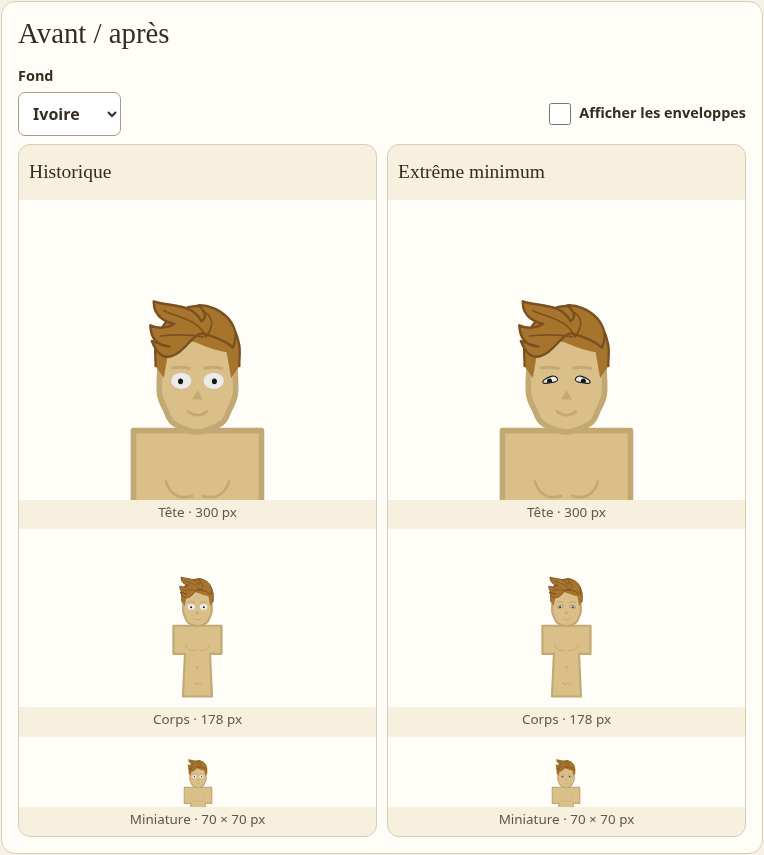 Avant / après
Fond
Ivoire
Afficher les enveloppes
Historique
Extrême minimum
Tête · 300 px
Tête · 300 px
Corps · 178 px
Corps · 178 px
Miniature · 70 × 70 px
Miniature · 70 × 70 px